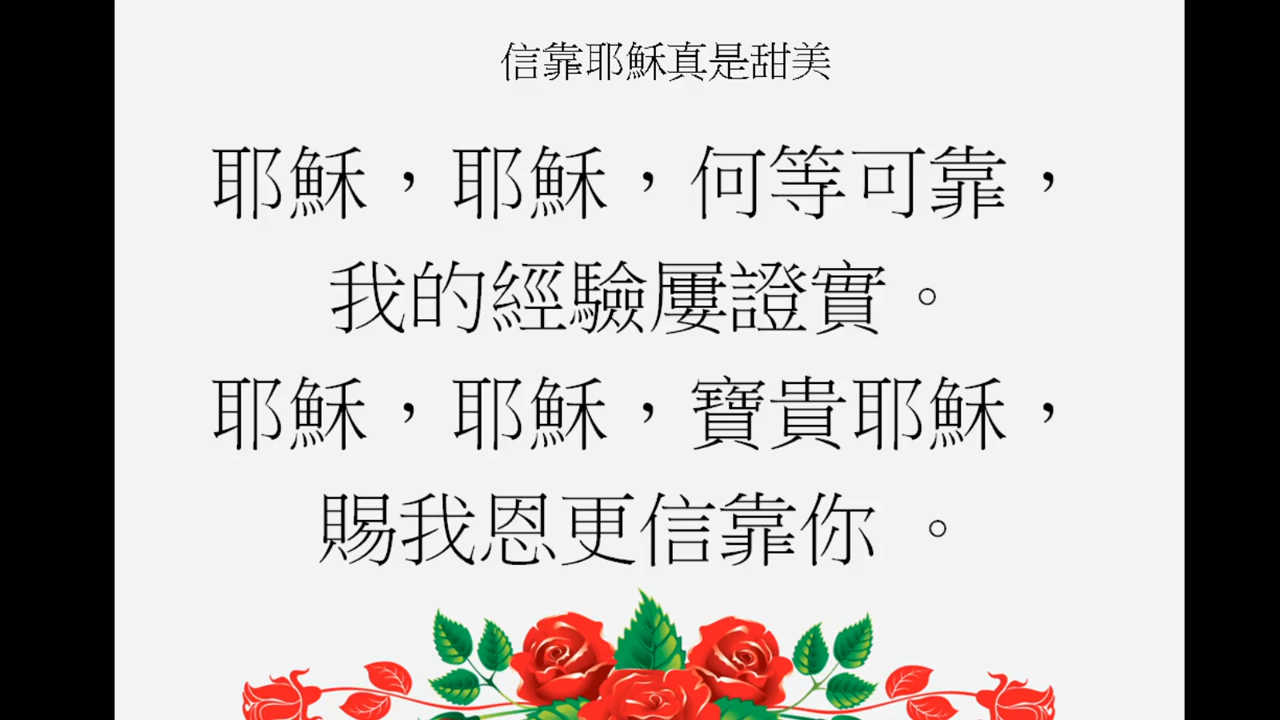 信靠耶穌真是甜美
耶穌，耶穌，何等可靠，
我的經驗屢證實。
耶穌，耶穌，寶貴耶穌，
賜我恩更信靠你 。